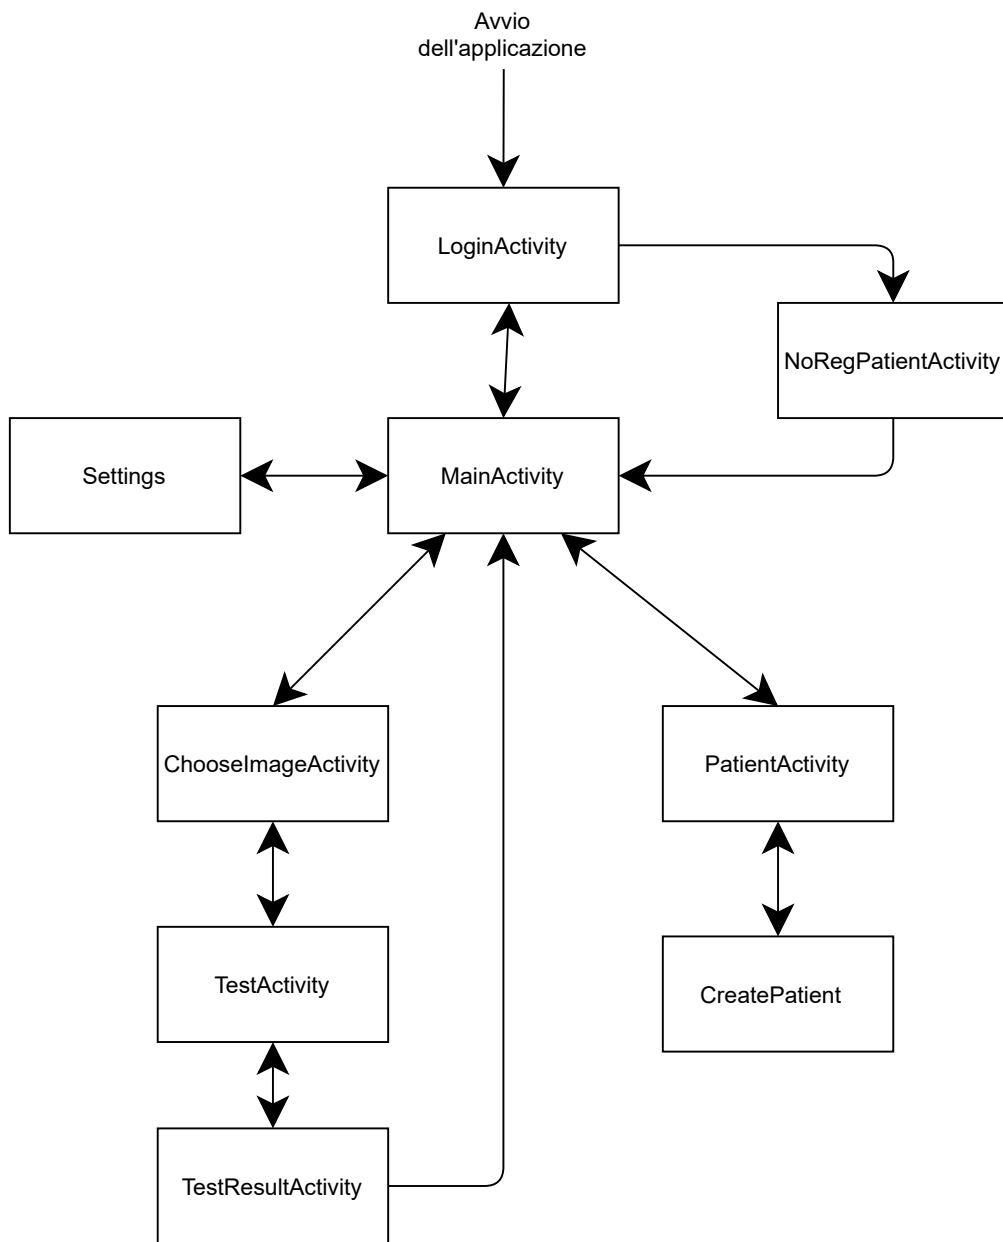 Avvio
dell'applicazione
LoginActivity
NoRegPatientActivity
Settings
MainActivity
ChooseImageActivity
PatientActivity
TestActivity
CreatePatient
TestResultActivity